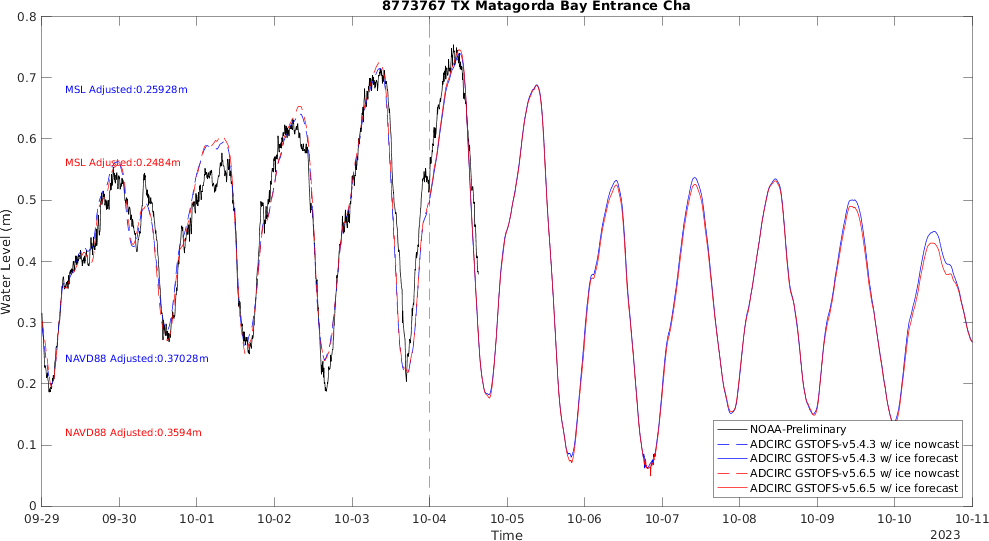 8773767 TX Matagorda Bay Entrance Cha
0.8
0.7
0.6
0.5
0.4
0.3
0.2
0.1
0
Water Level (m)
MSL Adjusted:0.25928m
MSL Adjusted:0.2484m
NAVD88 Adjusted:0.37028m
NAVD88 Adjusted:0.3594m
NOAA-Preliminary
ADCIRC GSTOFS-v5.4.3 w/ ice nowcast
ADCIRC GSTOFS-v5.4.3 w/ ice forecast
ADCIRC GSTOFS-v5.6.5 w/ ice nowcast
ADCIRC GSTOFS-v5.6.5 w/ ice forecast
09-29 09-30 10-01 10-02 10-03 10-04 10-05 10-06 10-07 10-08 10-09 10-10 10-11
Time
2023